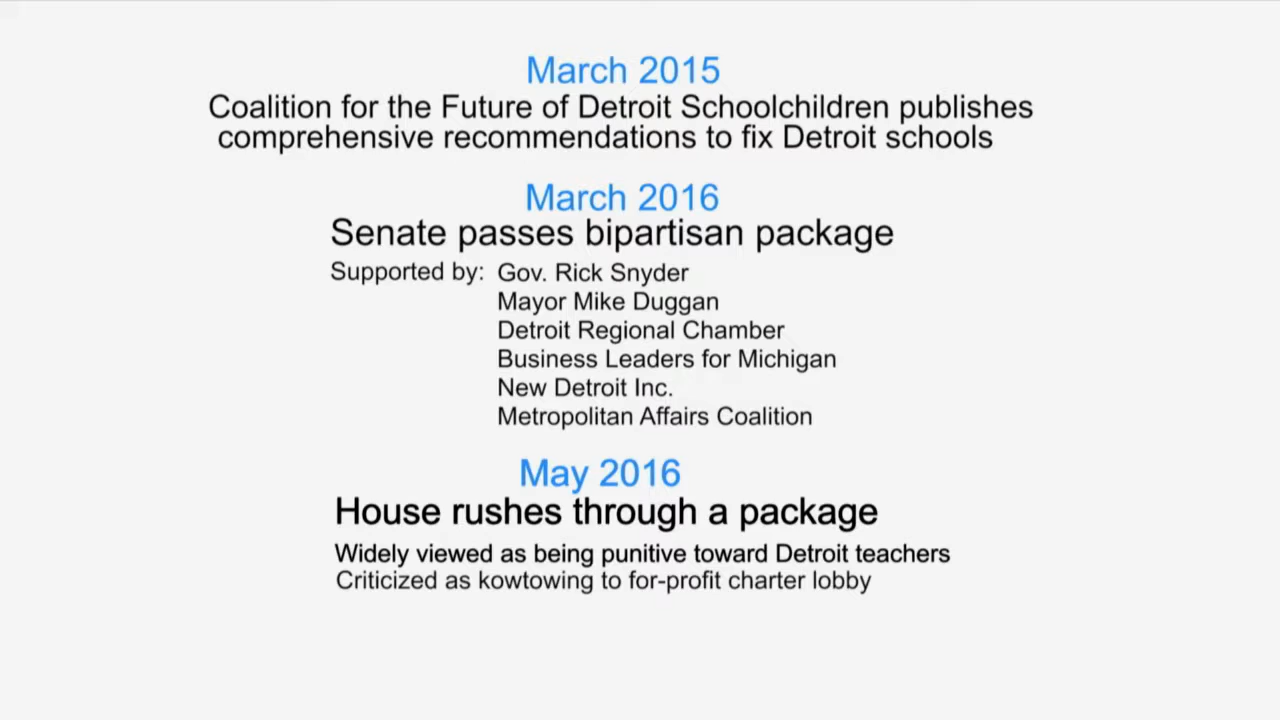 March 2015
Coalition for the Future of Detroit Schoolchildren publishes
comprehensive recommendations to fix Detroit schools
March 2016
Senate passes bipartisan package
Supported by: Gov. Rick Snyder
Mayor Mike Duggan
Detroit Regional Chamber
Business Leaders for Michigan
New Detroit Inc.
Metropolitan Affairs Coalition
May 2016
House rushes through a package
Widely viewed as being punitive toward Detroit teachers
Criticized as kowtowing to for-profit charter lobby